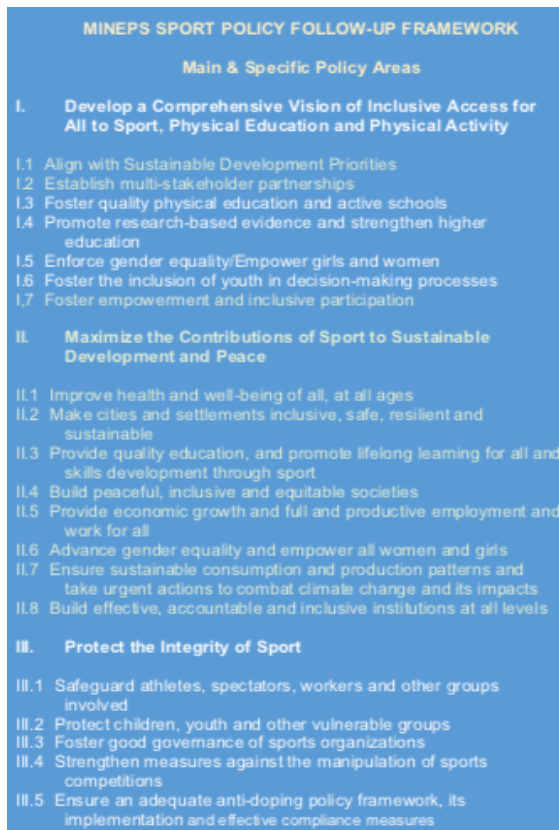 MINEPS SPORT POLICY FOLLOW-UP FRAMEWORK
Main & Specific Policy Areas
I. Develop a Comprehensive Vision of Inclusive Access for
All to Sport, Physical Education and Physical Activity
I.1 Align with Sustainable Development Priorities
I.2 Establish multi-stakeholder partnerships
I.3 Foster quality physical education and active schools
I.4 Promote research-based evidence and strengthen higher
education
I.5 Enforce gender equality/Empower girls and women
I.6 Foster the inclusion of youth in decision-making processes
I,7 Foster empowerment and inclusive participation
II. Maximize the Contributions of Sport to Sustainable
Development and Peace
II.1 Improve health and well-being of all, at all ages
II.2 Make cities and settlements inclusive, safe, resilient and
sustainable
II.3 Provide quality education, and promote lifelong learning for all and
skills development through sport
II.4 Build peaceful, inclusive and equitable societies
II.5 Provide economic growth and full and productive employment and
work for all
II.6 Advance gender equality and empower all women and girls
II.7 Ensure sustainable consumption and production patterns and
take urgent actions to combat climate change and its impacts
II.8 Build effective, accountable and inclusive institutions at all levels
III. Protect the Integrity of Sport
III.1 Safeguard athletes, spectators, workers and other groups
involved
III.2 Protect children, youth and other vulnerable groups
III.3 Foster good governance of sports organizations
III.4 Strengthen measures against the manipulation of sports
competitions
III.5 Ensure an adequate anti-doping policy framework, its
implementation and effective compliance measures